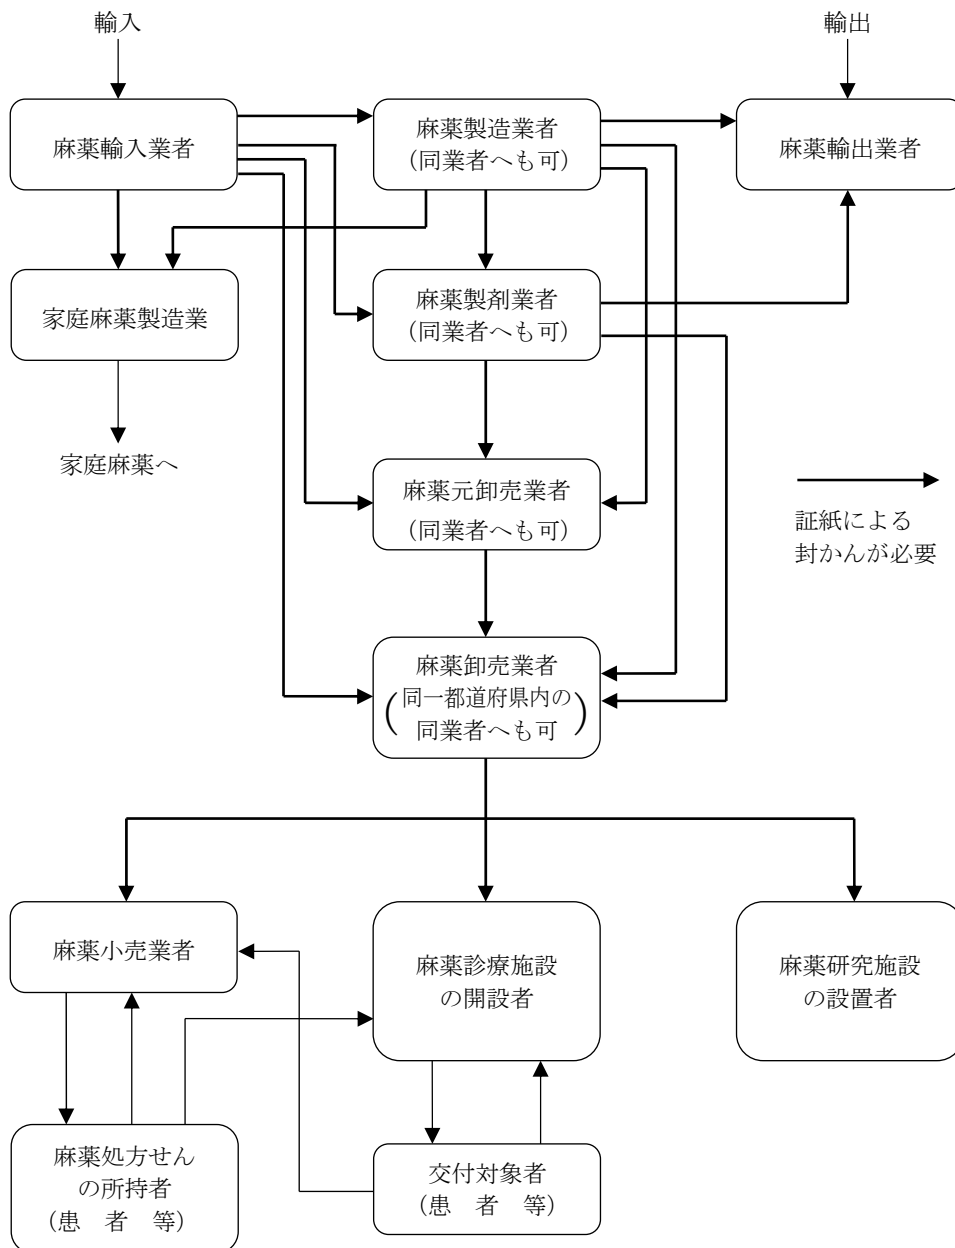 輸入
輸出
麻薬輸入業者
麻薬製造業者
(同業者へも可)
麻薬輸出業者
家庭麻薬製造業
麻薬製剤業者
(同業者へも可)
家庭麻薬へ
麻薬元卸売業者
(同業者へも可)
証紙による
封かんが必要
麻薬卸売業者
(同一都道府県内の
同業者へも可)
麻薬小売業者
麻薬診療施設
の開設者
麻薬研究施設
の設置者
麻薬処方せん
の所持者
(患 者 等)
交付対象者
(患 者 等)